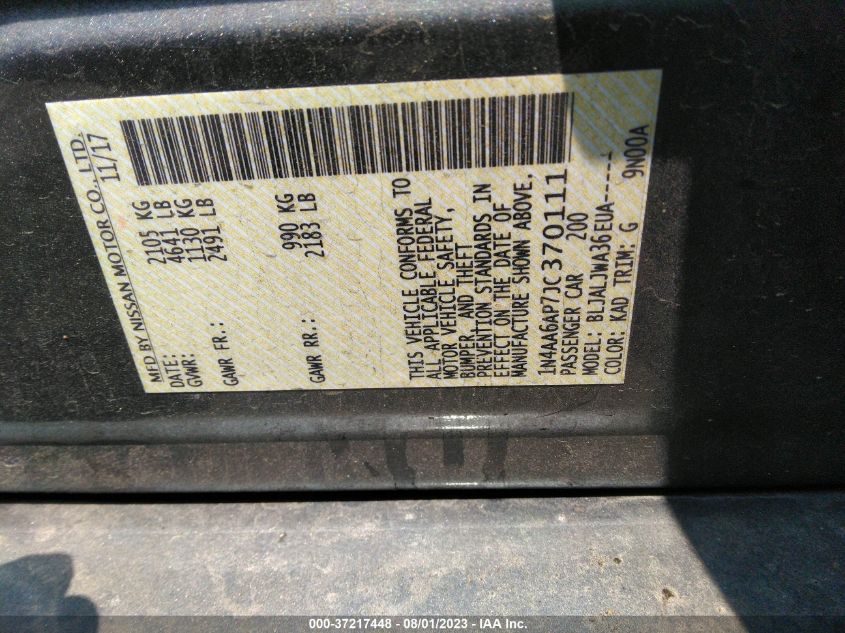 MFD BY NISSAN MOTOR CO., LTD.
DATE: 11/17
GVWR: 2105 KG
4641 LB
GAWR FR.: 1130 KG
2491 LB
GAWR RR.: 990 KG
2183 LB
THIS VEHICLE CONFORMS TO
ALL APPLICABLE FEDERAL
MOTOR VEHICLE SAFETY,
BUMPER, AND THEFT
PREVENTION STANDARDS IN
EFFECT ON THE DATE OF
MANUFACTURE SHOWN ABOVE.
1N4AA6AP7JC370111
PASSENGER CAR 200
MODEL: BLJALJWA36EUA-----
COLOR: KAD TRIM: G 9N00A
000-37217448 - 08/01/2023 - IAA Inc.